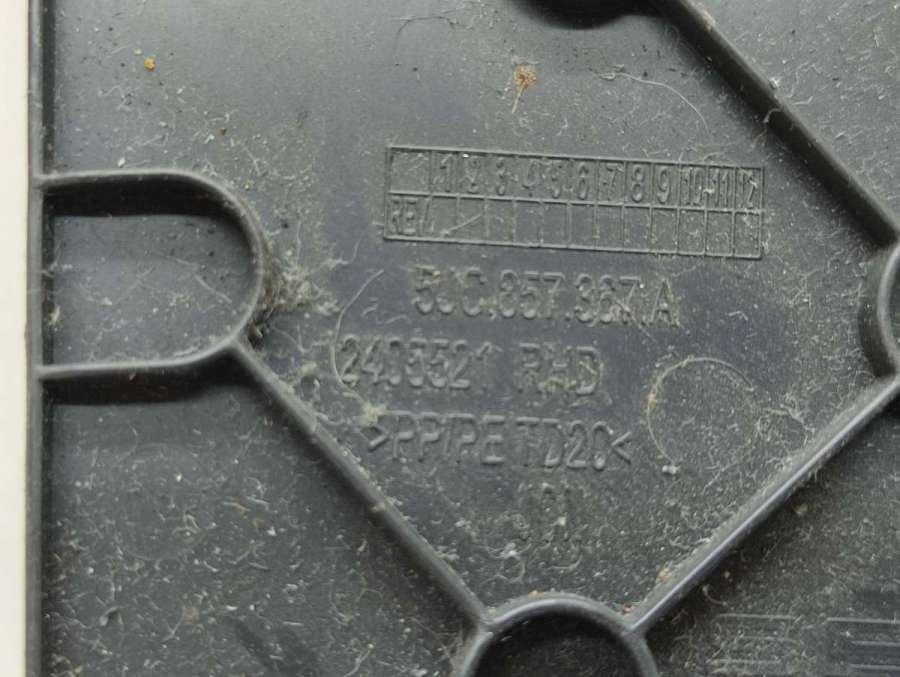 1 2 3 4 5 6 7 8 9 10 11 12
5JC.857.367.A
2405521 RHD
>PP/PE TD20<